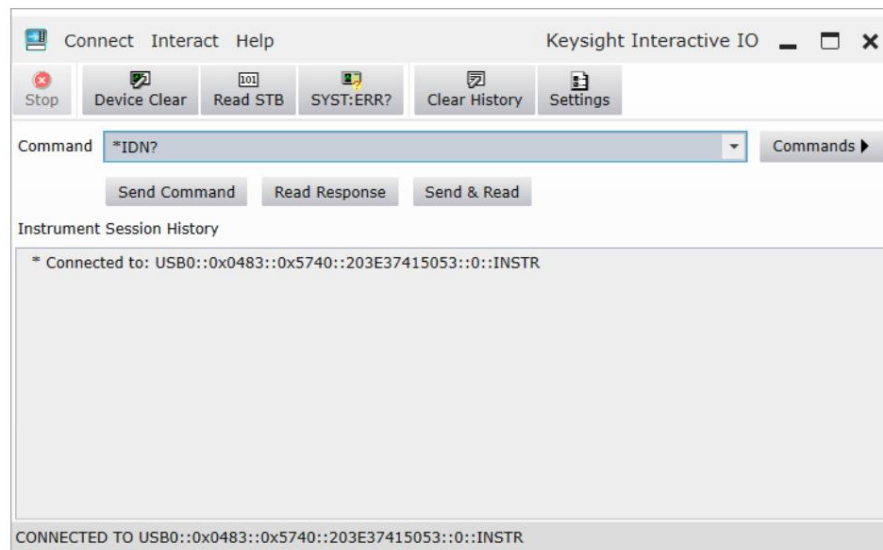 Connect Interact Help Keysight Interactive IO
Stop Device Clear 101 Read STB SYST:ERR? Clear History Settings
Command *IDN? Commands
Send Command Read Response Send & Read
Instrument Session History
* Connected to: USB0::0x0483::0x5740::203E37415053::0::INSTR
CONNECTED TO USB0::0x0483::0x5740::203E37415053::0::INSTR